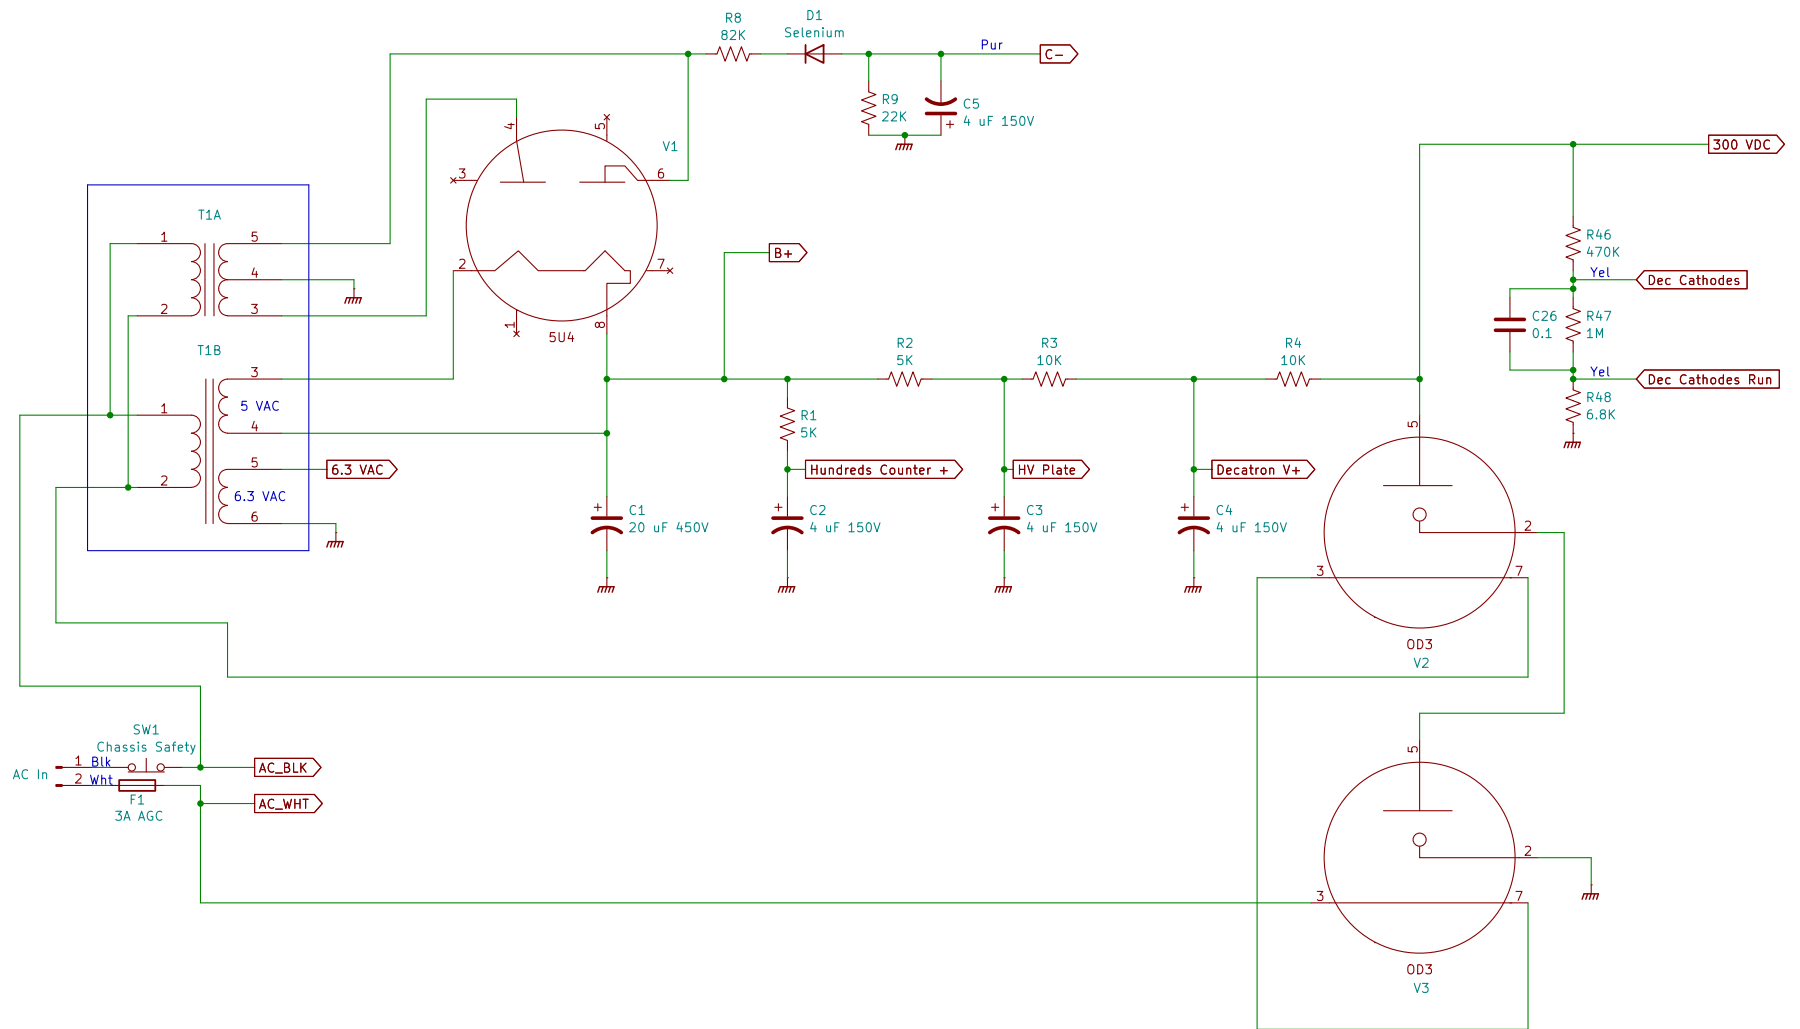 R8
82K
D1
Selenium
Pur
C-
R9
22K
C5
4 uF 150V
+
4
5
V1
3
6
2
7
1
8
5U4
300 VDC
T1A
1
5
4
2
3
B+
R46
470K
Yel
Dec Cathodes
C26
0.1
R47
1M
Yel
Dec Cathodes Run
R48
6.8K
T1B
3
1
5 VAC
4
5
6.3 VAC
2
6.3 VAC
6
R2
5K
R3
10K
R4
10K
R1
5K
Hundreds Counter +
HV Plate
Decatron V+
+
C1
20 uF 450V
+
C2
4 uF 150V
+
C3
4 uF 150V
+
C4
4 uF 150V
5
2
3
7
OD3
V2
SW1
Chassis Safety
AC In
1
Blk
2
Wht
F1
3A AGC
AC_BLK
AC_WHT
5
2
3
7
OD3
V3